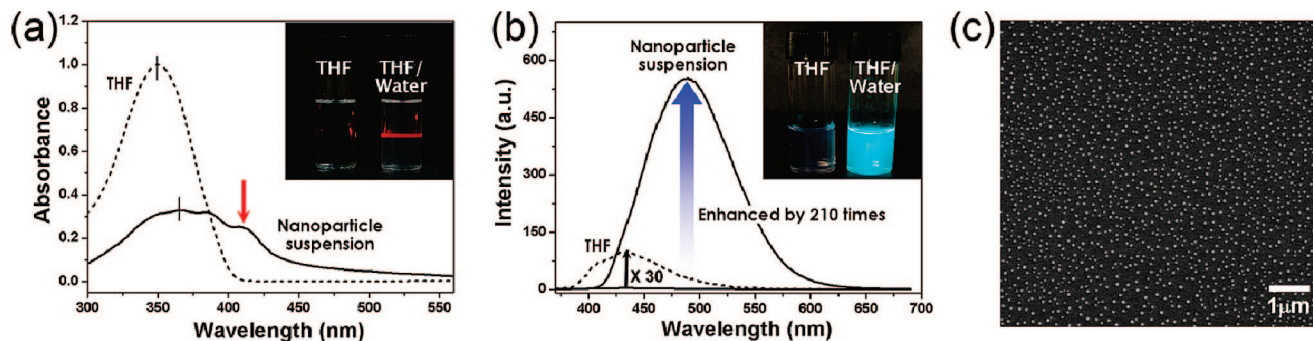 (a)
1.2
1.0
0.8
0.6
0.4
0.2
0.0
Absorbance
THF
THF
THF/
Water
Nanoparticle
suspension
300
350
400
450
500
550
Wavelength (nm)
(b)
600
450
300
150
0
Intensity (a.u.)
Nanoparticle
suspension
THF
THF/
Water
Enhanced by 210 times
THF
X 30
400
450
500
550
600
650
700
Wavelength (nm)
(c)
1μm